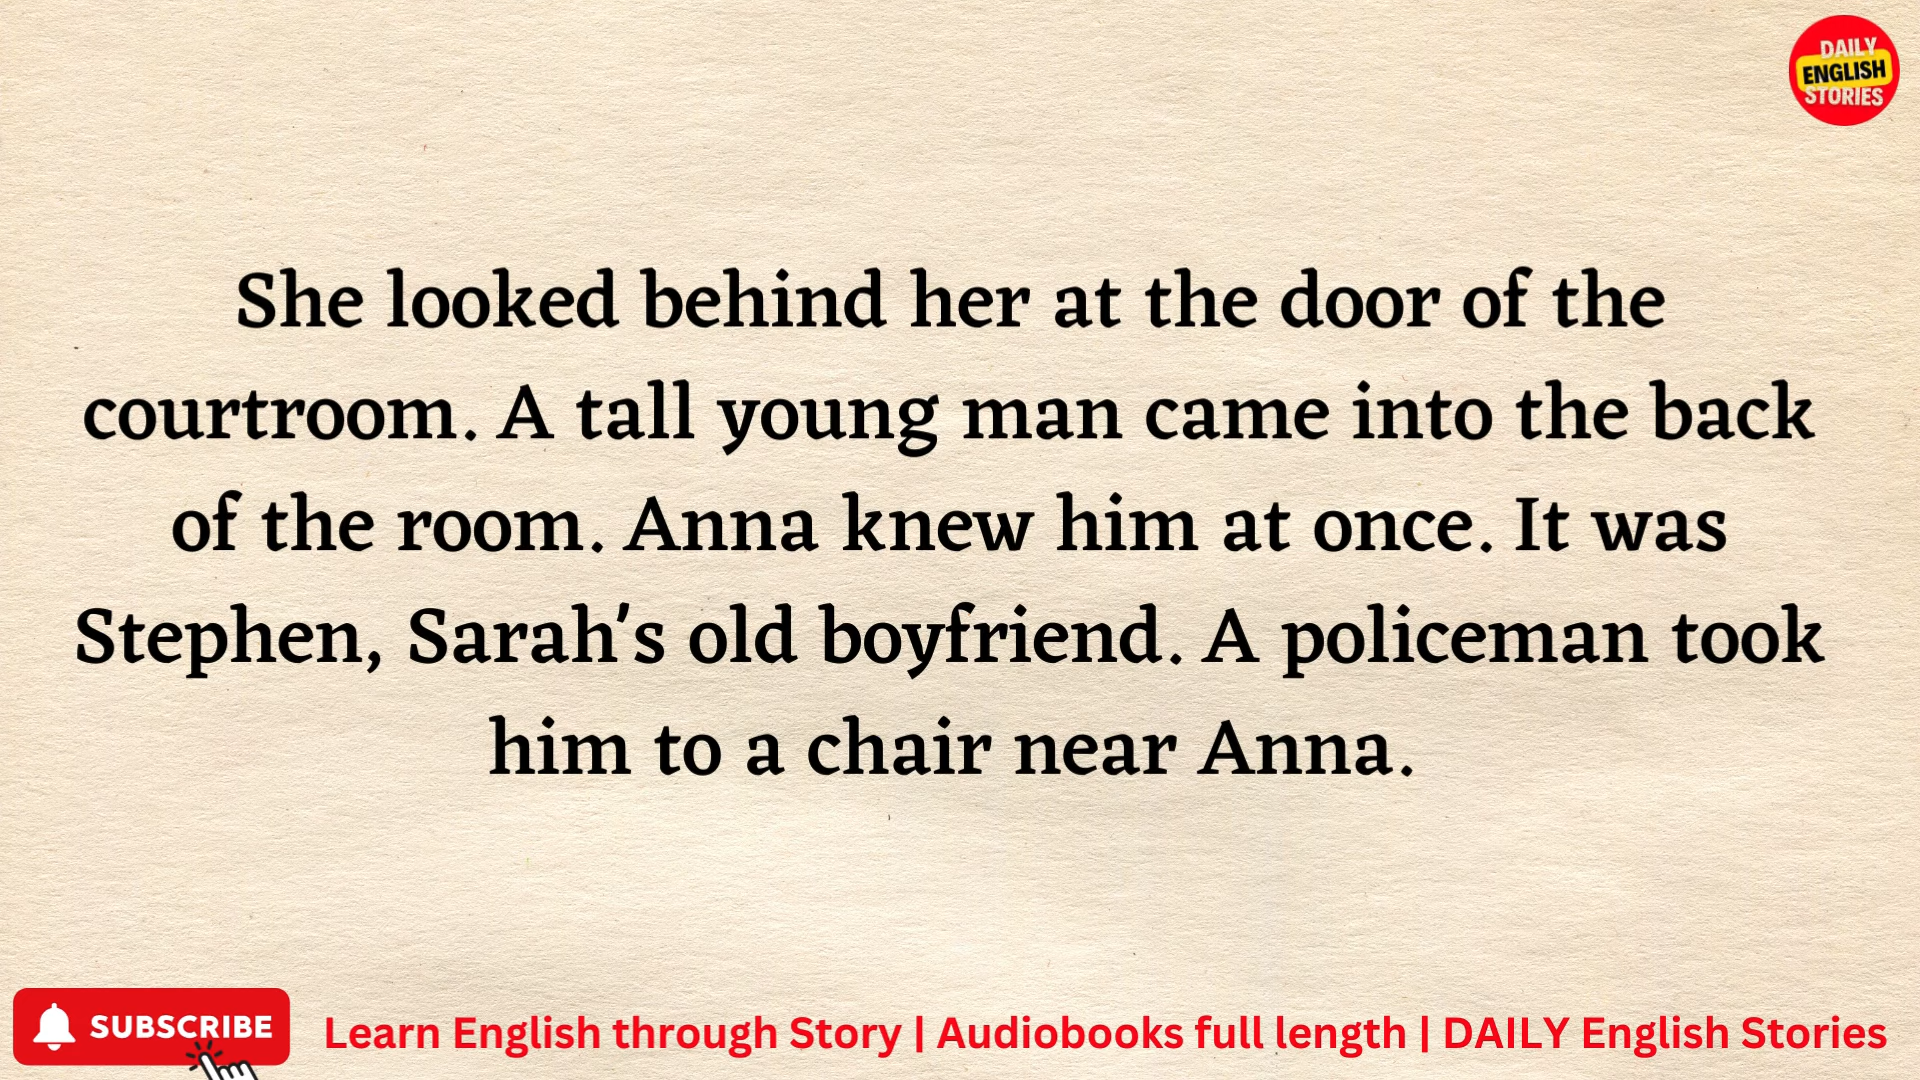 DAILY
ENGLISH
STORIES
She looked behind her at the door of the
courtroom. A tall young man came into the back
of the room. Anna knew him at once. It was
Stephen, Sarah's old boyfriend. A policeman took
him to a chair near Anna.
SUBSCRIBE
Learn English through Story | Audiobooks full length | DAILY English Stories